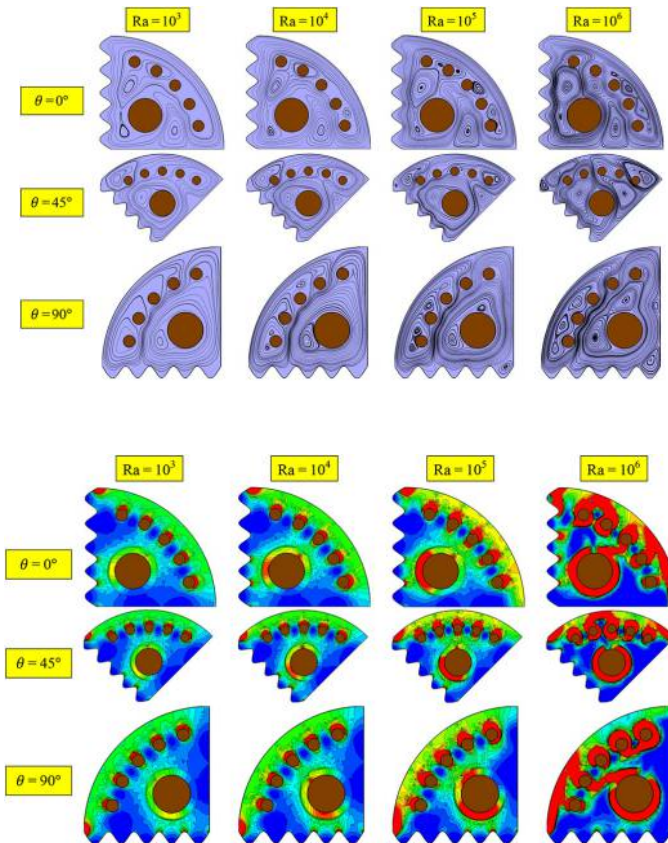 Ra = 10³ Ra = 10⁴ Ra = 10⁵ Ra = 10⁶
θ = 0°
θ = 45°
θ = 90°
Ra = 10³ Ra = 10⁴ Ra = 10⁵ Ra = 10⁶
θ = 0°
θ = 45°
θ = 90°